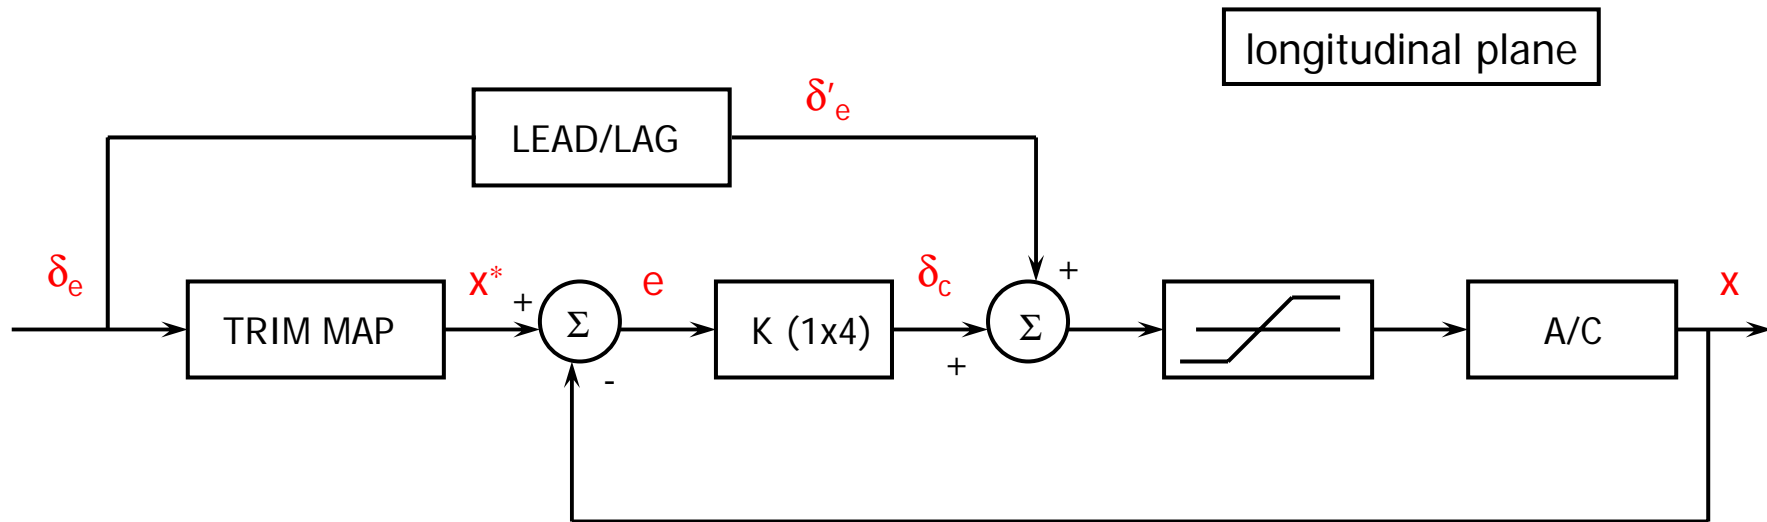 longitudinal plane
δ'e
LEAD/LAG
δe
TRIM MAP
x*
+
Σ
-
e
K (1x4)
δc
+
+
Σ
A/C
x